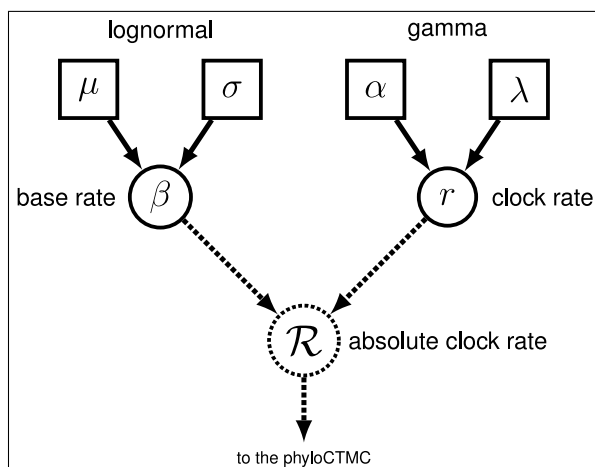 lognormal gamma
μ σ α λ
base rate β r clock rate
ℛ absolute clock rate
to the phyloCTMC